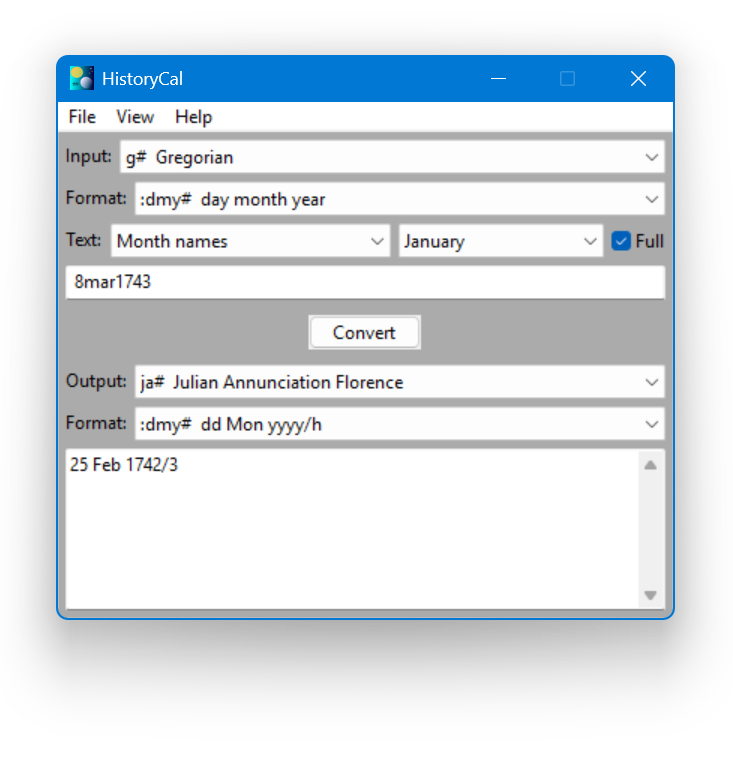 HistoryCal
File View Help
Input: g# Gregorian
Format: :dmy# day month year
Text: Month names January Full
8mar1743
Convert
Output: ja# Julian Annunciation Florence
Format: :dmy# dd Mon yyyy/h
25 Feb 1742/3